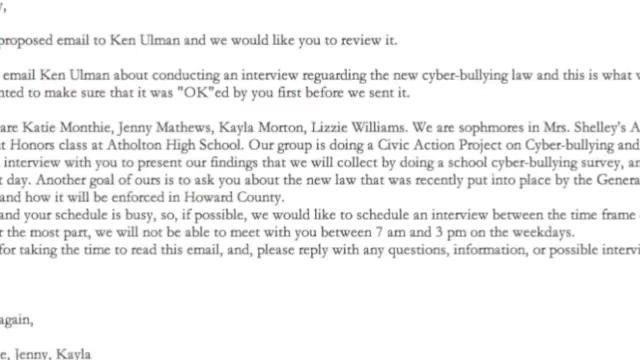 proposed email to Ken Ulman and we would like you to review it.
email Ken Ulman about conducting an interview reguarding the new cyber-bullying law and this is what
to make sure that it was "OK"ed by you first before we sent it.
are Katie Monthie, Jenny Mathews, Kayla Morton, Lizzie Williams. We are sophmores in Mrs. Shelley's A
Honors class at Atholton High School. Our group is doing a Civic Action Project on Cyber-bullying and
interview with you to present our findings that we will collect by doing a school cyber-bullying survey,
day. Another goal of ours is to ask you about the new law that was recently put into place by the Genera
and how it will be enforced in Howard County.
and your schedule is busy, so, if possible, we would like to schedule an interview between the time frame
the most part, we will not be able to meet with you between 7 am and 3 pm on the weekdays.
for taking the time to read this email, and, please reply with any questions, information, or possible intervi
again,
e, Jenny, Kayla